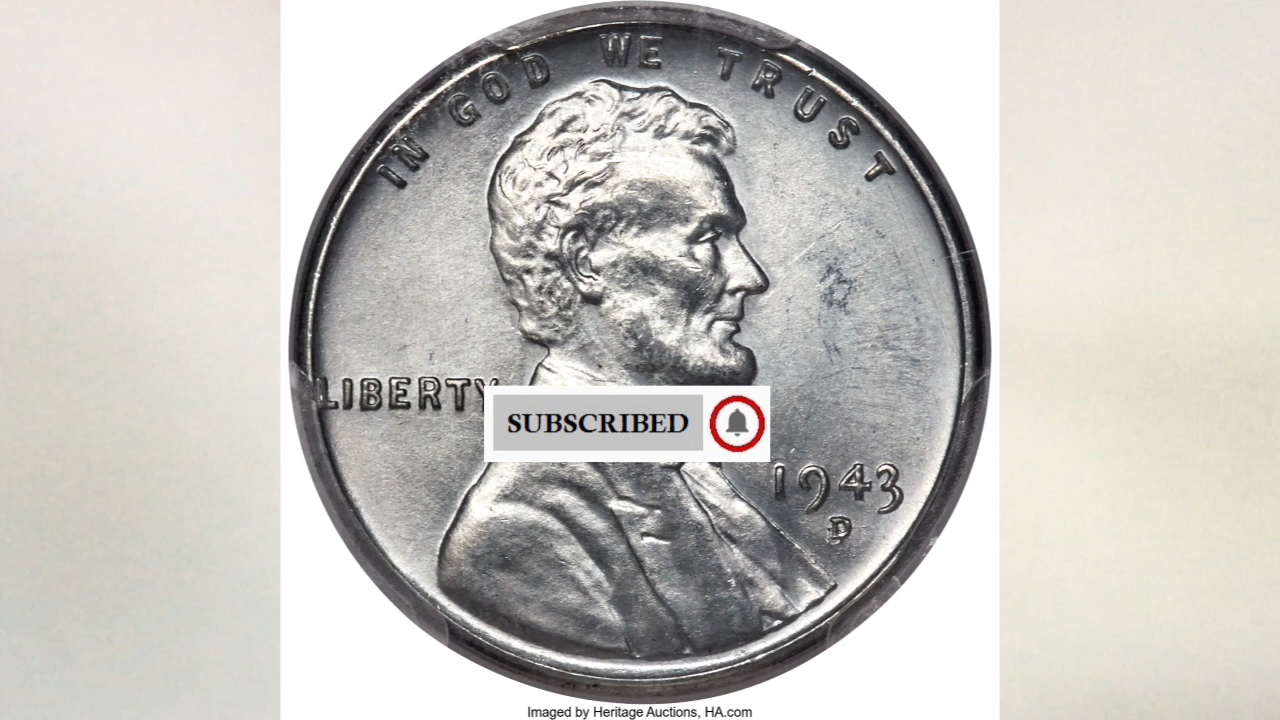 IN GOD WE TRUST
LIBERTY
SUBSCRIBED
1943
D
Imaged by Heritage Auctions, HA.com